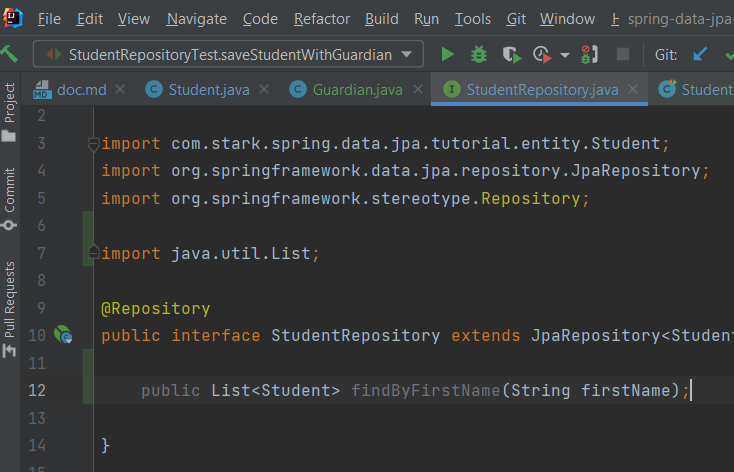 File Edit View Navigate Code Refactor Build Run Tools Git Window spring-data-jpa-
StudentRepositoryTest.saveStudentWithGuardian Git:
doc.md Student.java Guardian.java StudentRepository.java Student
Project
Commit
Pull Requests
2
3 import com.stark.spring.data.jpa.tutorial.entity.Student;
4 import org.springframework.data.jpa.repository.JpaRepository;
5 import org.springframework.stereotype.Repository;
6
7 import java.util.List;
8
9 @Repository
10 public interface StudentRepository extends JpaRepository<Student
11
12 public List<Student> findByFirstName(String firstName);
13
14 }